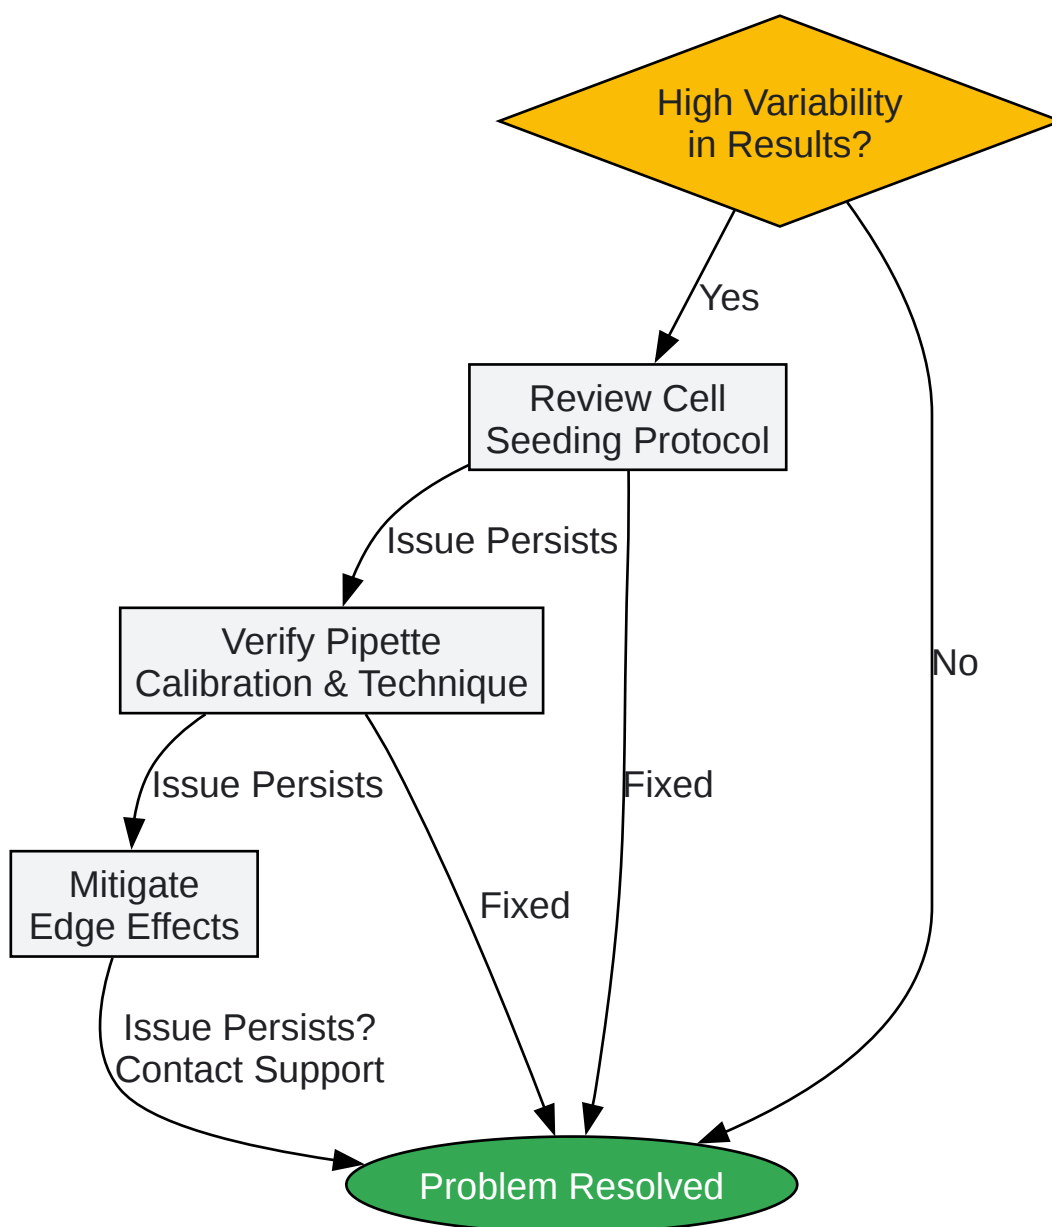 High Variability
in Results?
Yes
Review Cell
Seeding Protocol
Issue Persists
Verify Pipette
Calibration & Technique
No
Issue Persists
Fixed
Mitigate
Edge Effects
Fixed
Issue Persists?
Contact Support
Problem Resolved